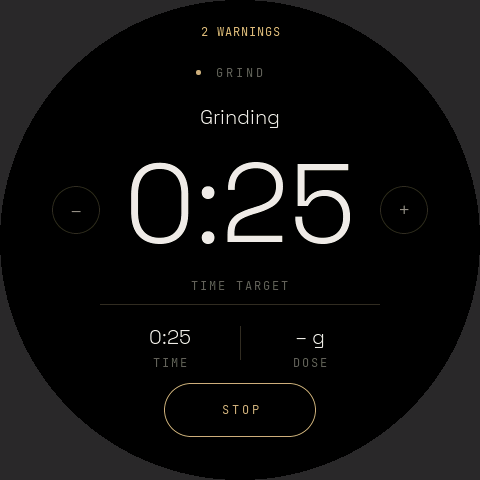 2 WARNINGS
GRIND
Grinding
– 0:25 +
TIME TARGET
0:25 – g
TIME DOSE
STOP